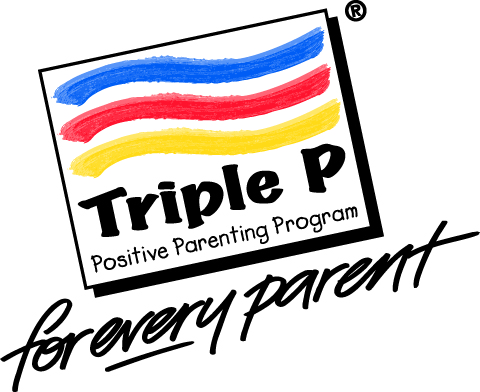 ®
Triple P
Positive Parenting Program
for every parent